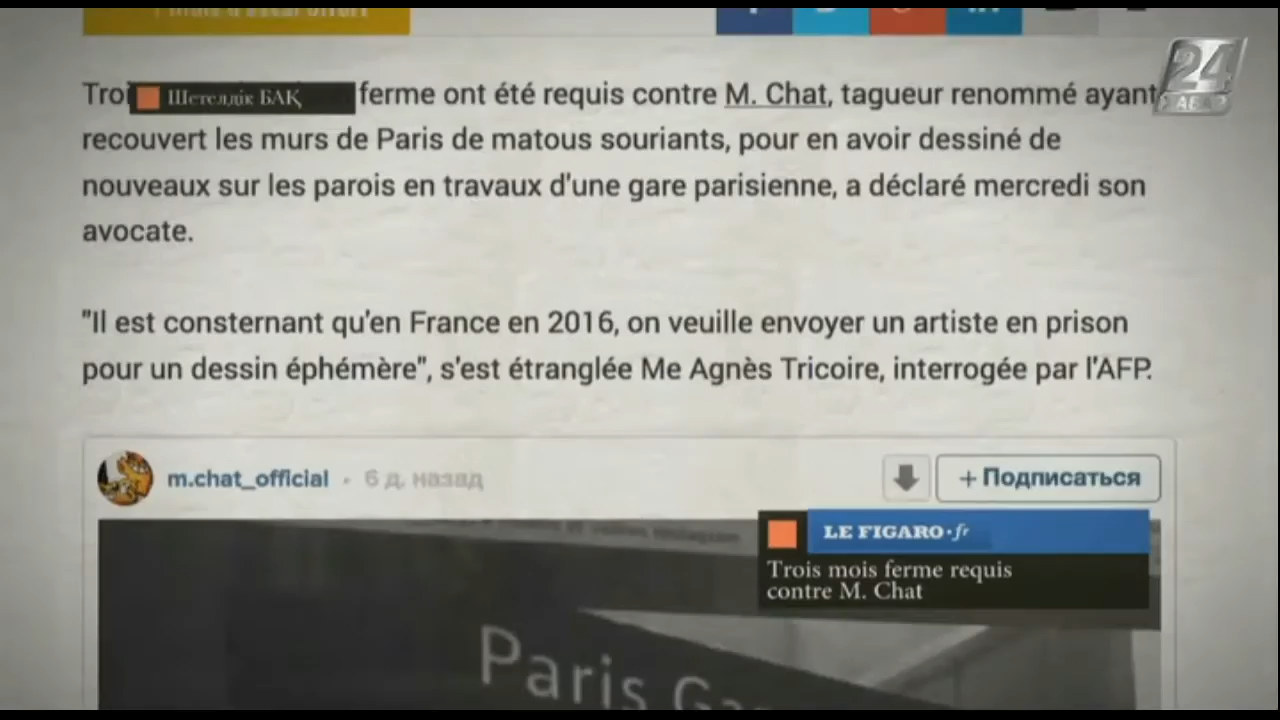 24
Troi
Шетелдік БАҚ
ferme ont été requis contre M. Chat, tagueur renommé ayant
recouvert les murs de Paris de matous souriants, pour en avoir dessiné de
nouveaux sur les parois en travaux d'une gare parisienne, a déclaré mercredi son
avocate.
"Il est consternant qu'en France en 2016, on veuille envoyer un artiste en prison
pour un dessin éphémère", s'est étranglée Me Agnès Tricoire, interrogée par l'AFP.
m.chat_official · 6 д. назад
+ Подписаться
LE FIGARO·fr
Trois mois ferme requis
contre M. Chat
Paris Ga